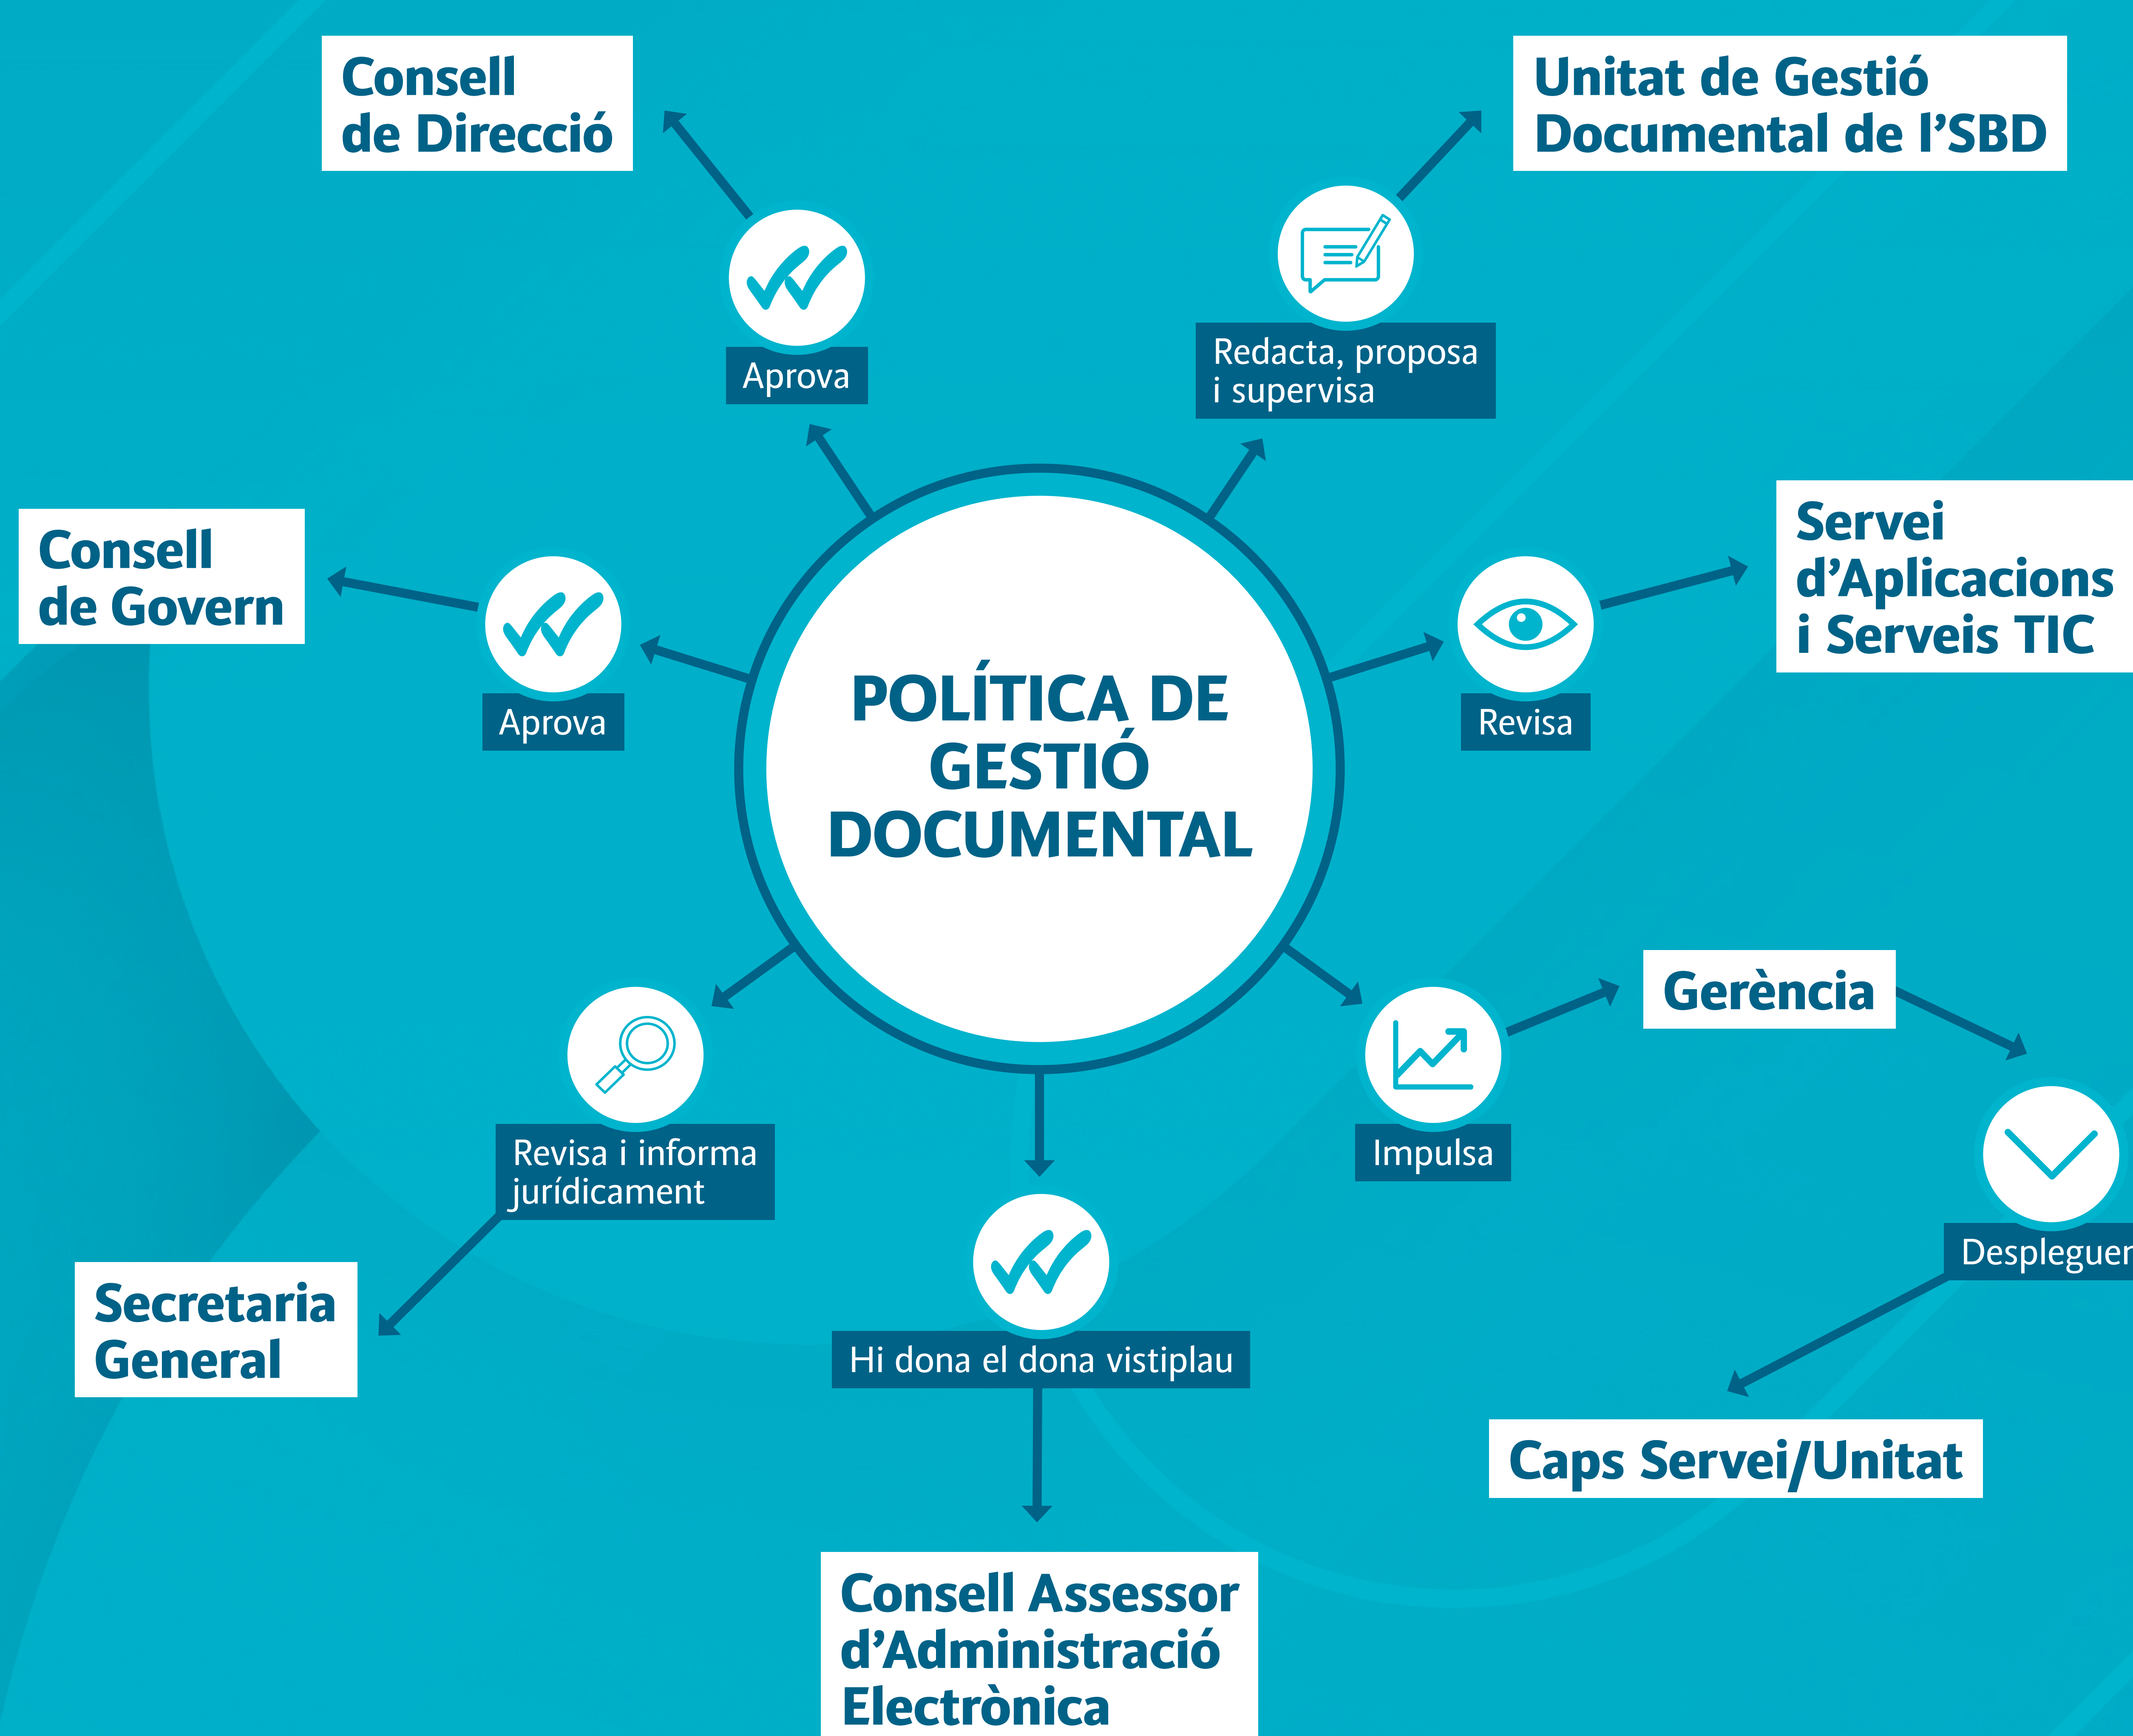 Consell
de Direcció
Unitat de Gestió
Documental de l’SBD
Aprova
Redacta, proposa
i supervisa
Consell
de Govern
Aprova
Servei
d’Aplicacions
i Serveis TIC
Revisa
POLÍTICA DE
GESTIÓ
DOCUMENTAL
Gerència
Impulsa
Revisa i informa
jurídicament
Despleguen
Secretaria
General
Hi dona el dona vistiplau
Caps Servei/Unitat
Consell Assessor
d’Administració
Electrònica